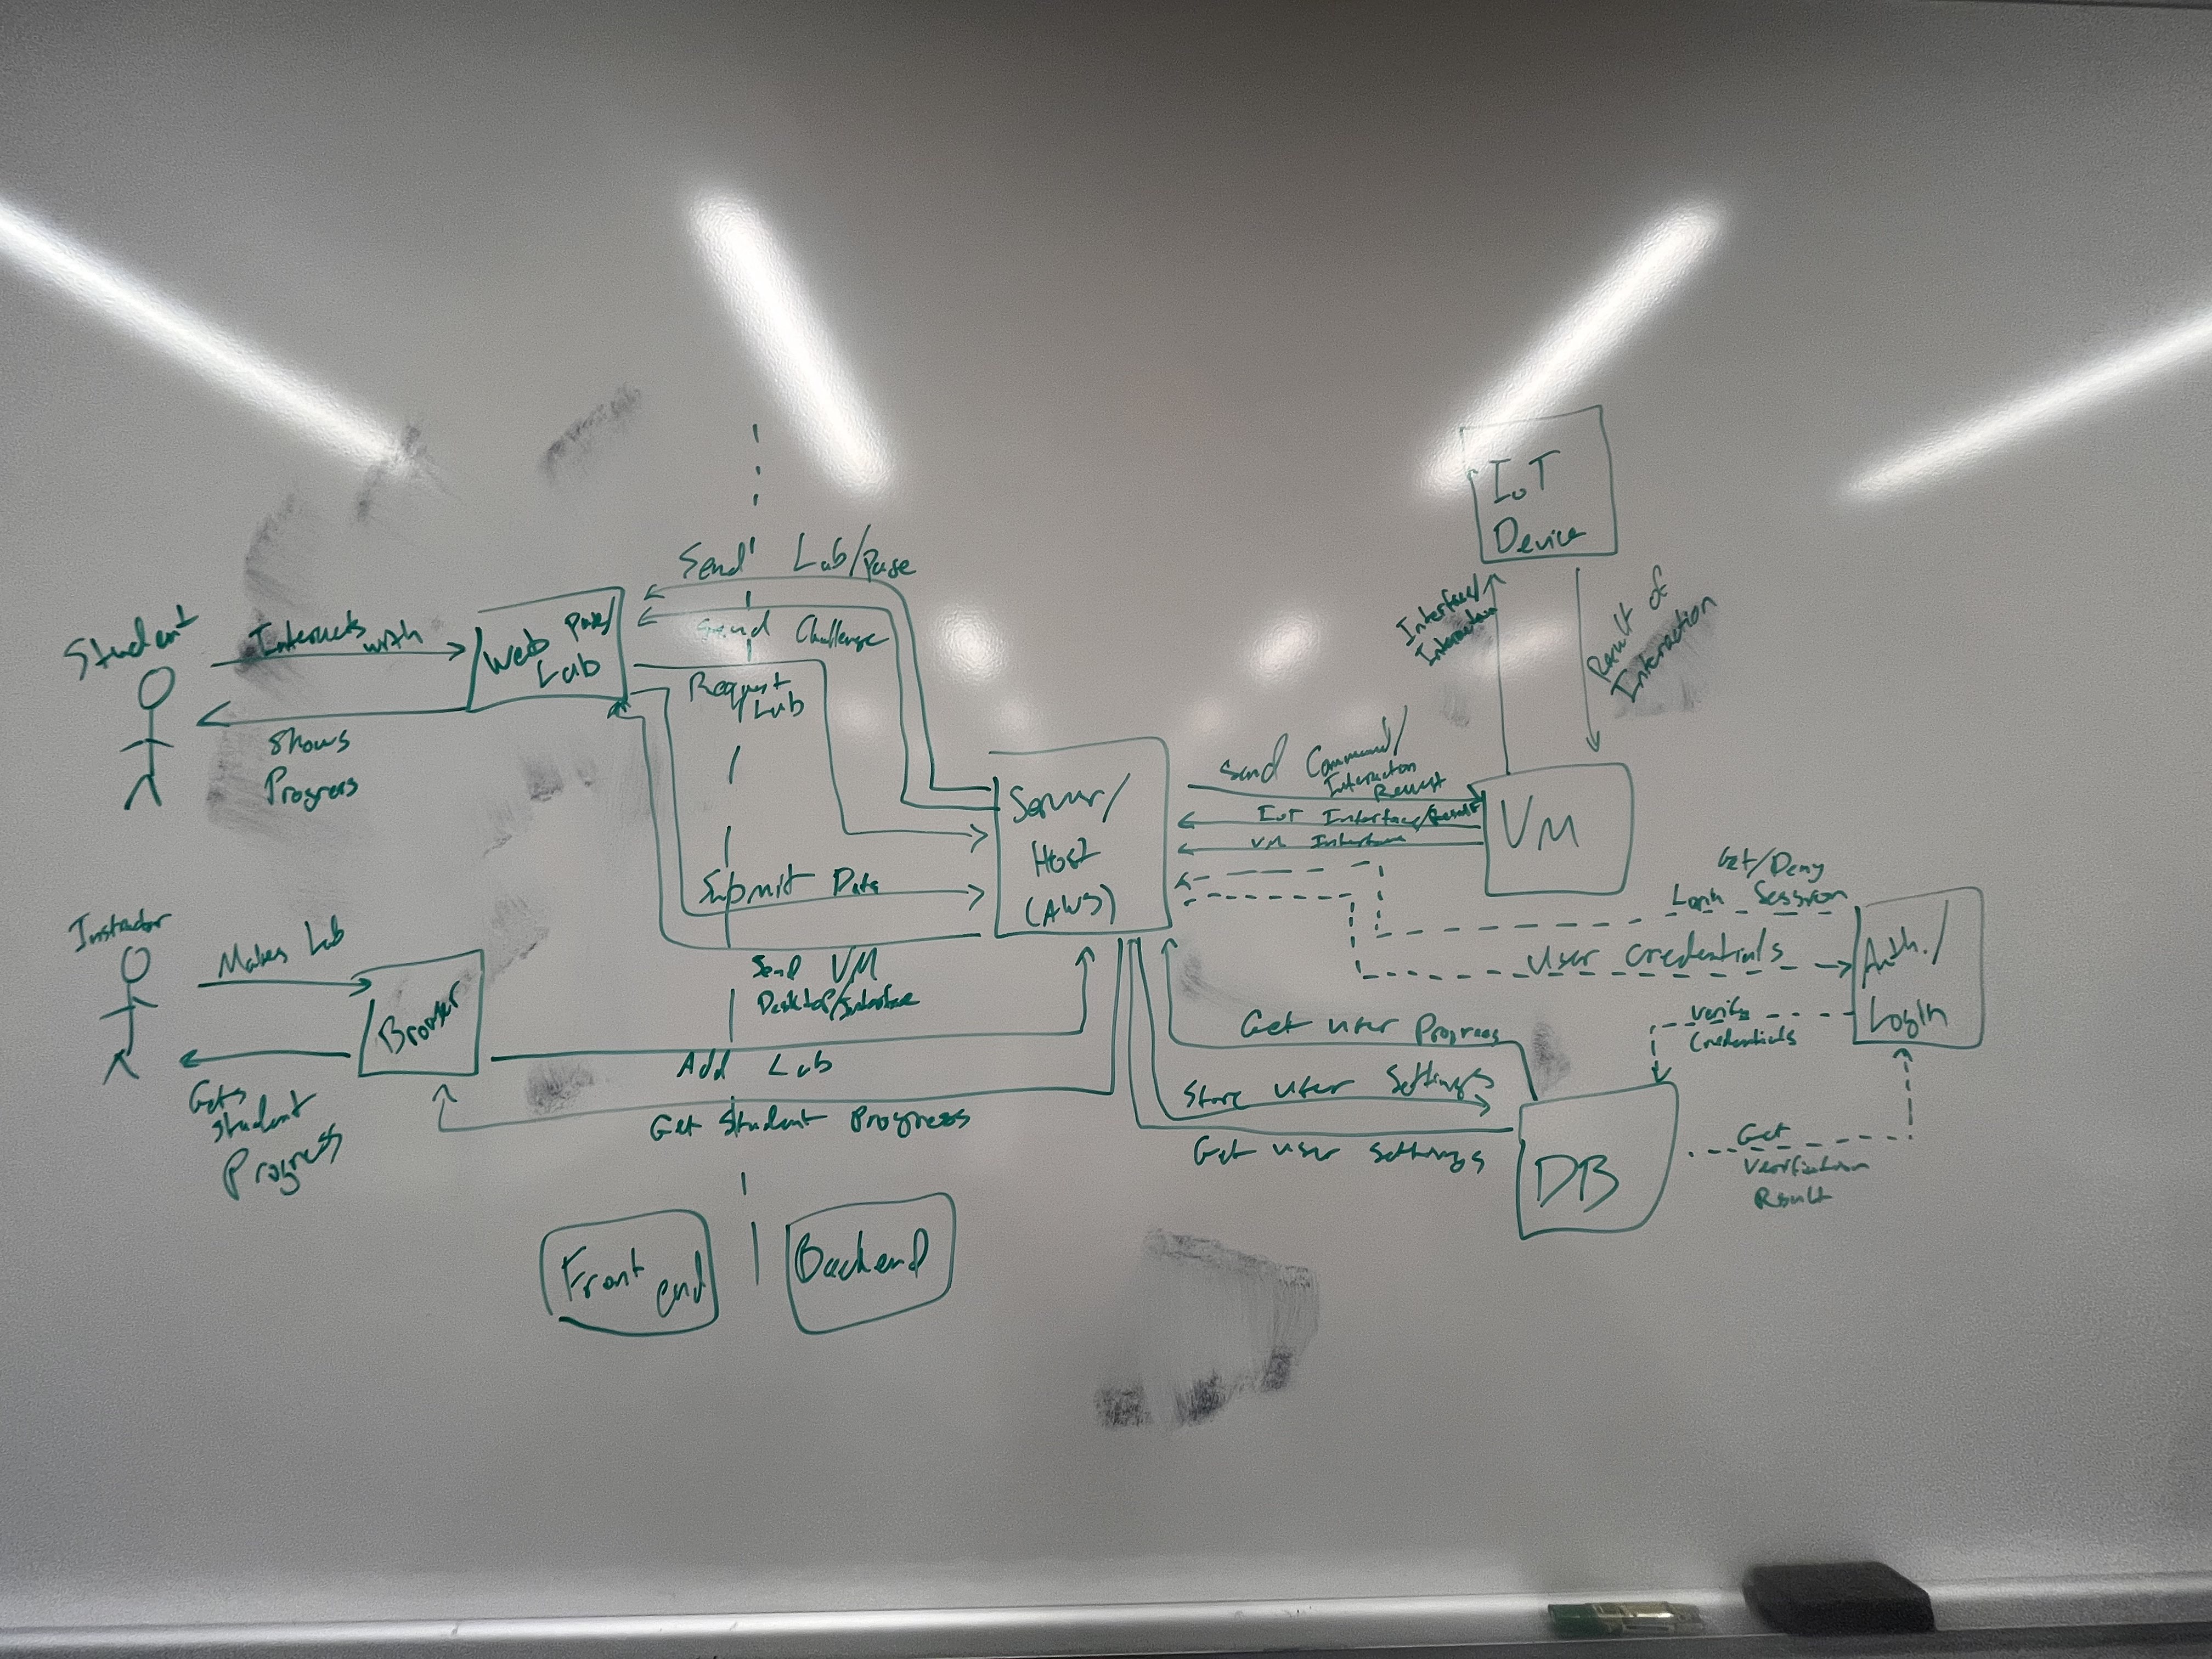 Student
Interacts
with
Shows
Progress
Web Page/
Lab
Send Lab/Page
Send Challenge
Request
Lab
Submit Data
Send VM
Desktop/Interface
Server/
Host
(AWS)
Send Command/
Interaction
Request
IoT Interface/Result
VM Interface
VM
IoT
Device
Interface/
Interaction
Result of
Interaction
Get/Deny
Login Session
User Credentials
Auth./
Login
Verify
Credentials
Get
Verification
Result
DB
Get User Progress
Store User Settings
Get User Settings
Instructor
Makes Lab
Browser
Gets
Student
Progress
Add Lab
Get Student Progress
Front
end
Backend